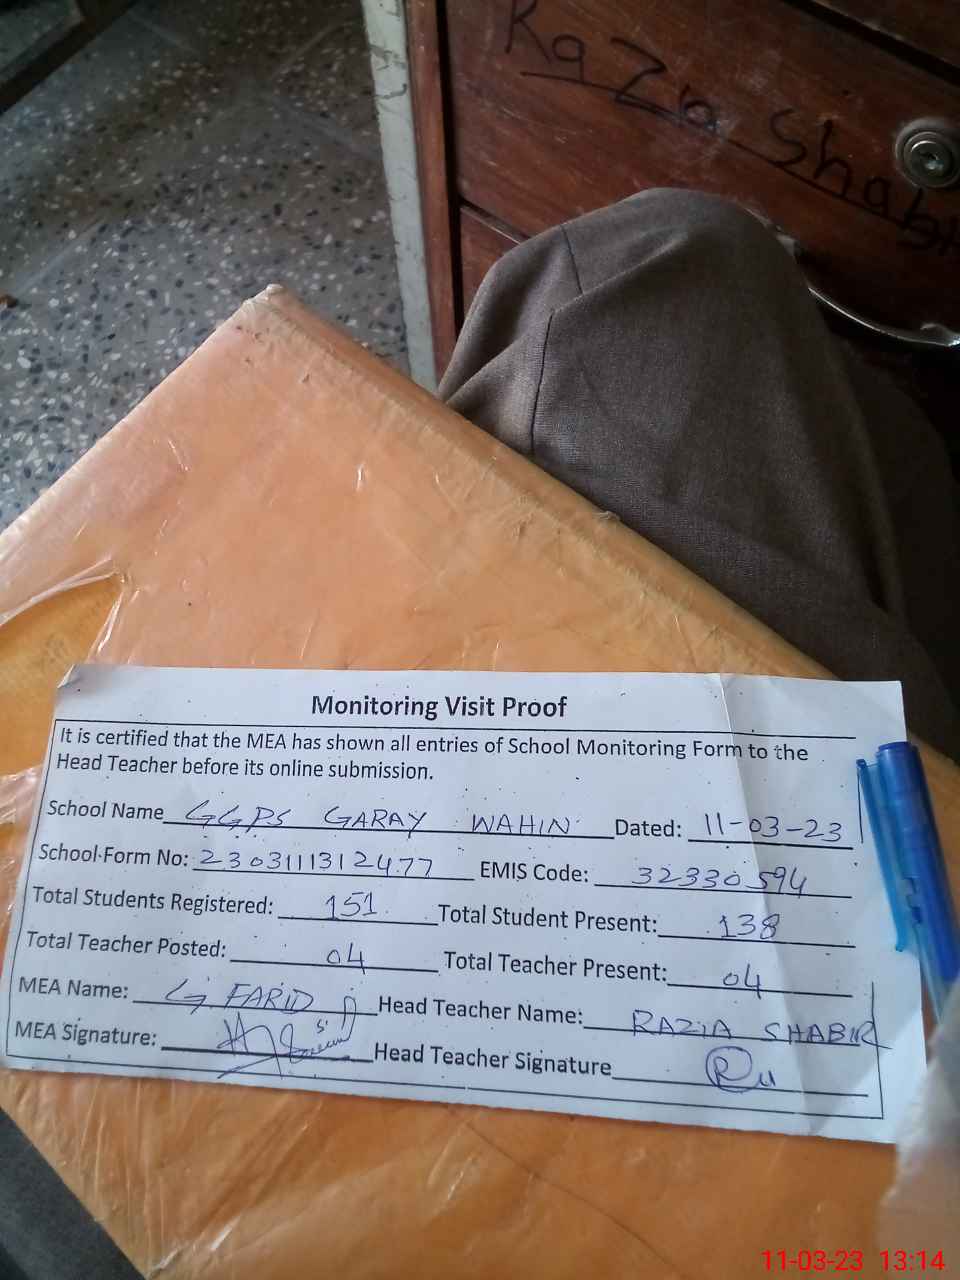 RaZia Shabir
Monitoring Visit Proof
It is certified that the MEA has shown all entries of School Monitoring Form to the
Head Teacher before its online submission.
School Name GGPS GARAY WAHIN Dated: 11-03-23
School Form No: 2303111312477 EMIS Code: 32330594
Total Students Registered: 151 Total Student Present: 138
Total Teacher Posted: 04 Total Teacher Present: 04
MEA Name: G FARID Head Teacher Name: RAZIA SHABIR
MEA Signature: Head Teacher Signature
11-03-23 13:14